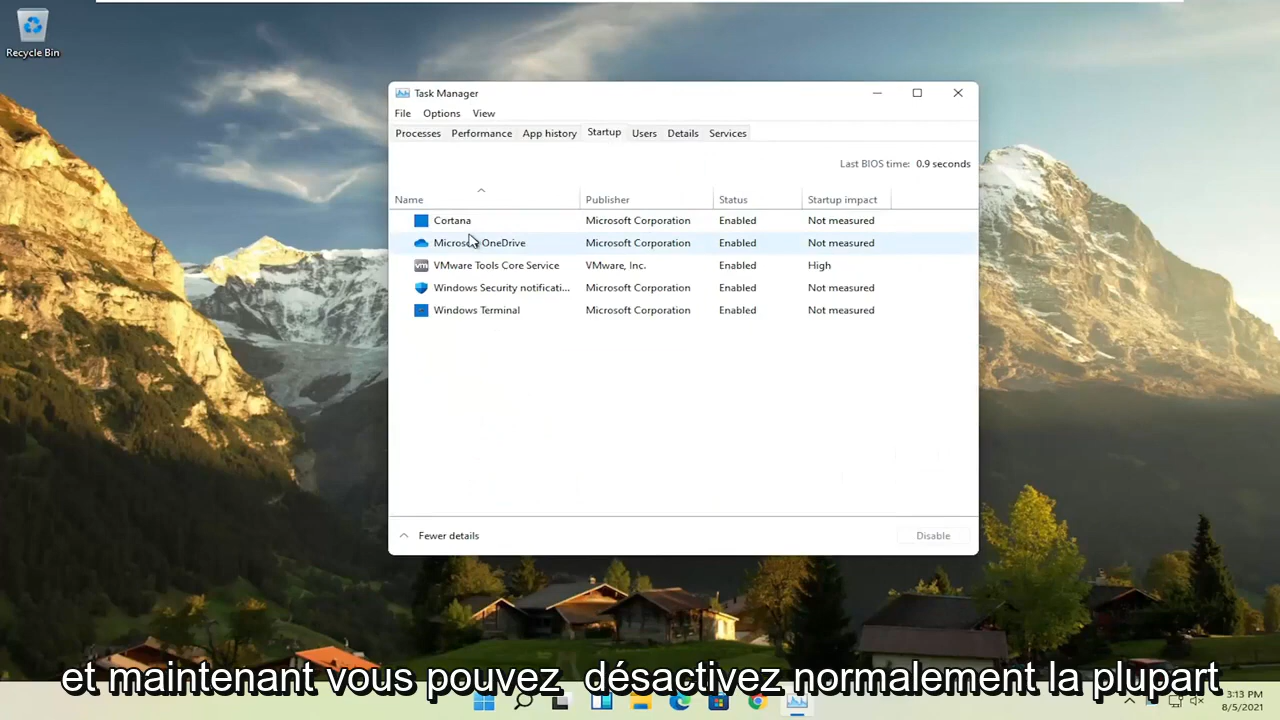 Recycle Bin
Task Manager
File Options View
Processes Performance App history Startup Users Details Services
Last BIOS time: 0.9 seconds
Name Publisher Status Startup impact
Cortana Microsoft Corporation Enabled Not measured
Microsoft OneDrive Microsoft Corporation Enabled Not measured
vm VMware Tools Core Service VMware, Inc. Enabled High
Windows Security notificati... Microsoft Corporation Enabled Not measured
Windows Terminal Microsoft Corporation Enabled Not measured
Fewer details Disable
et maintenant vous pouvez désactivez normalement la plupart
3:13 PM
8/5/2021